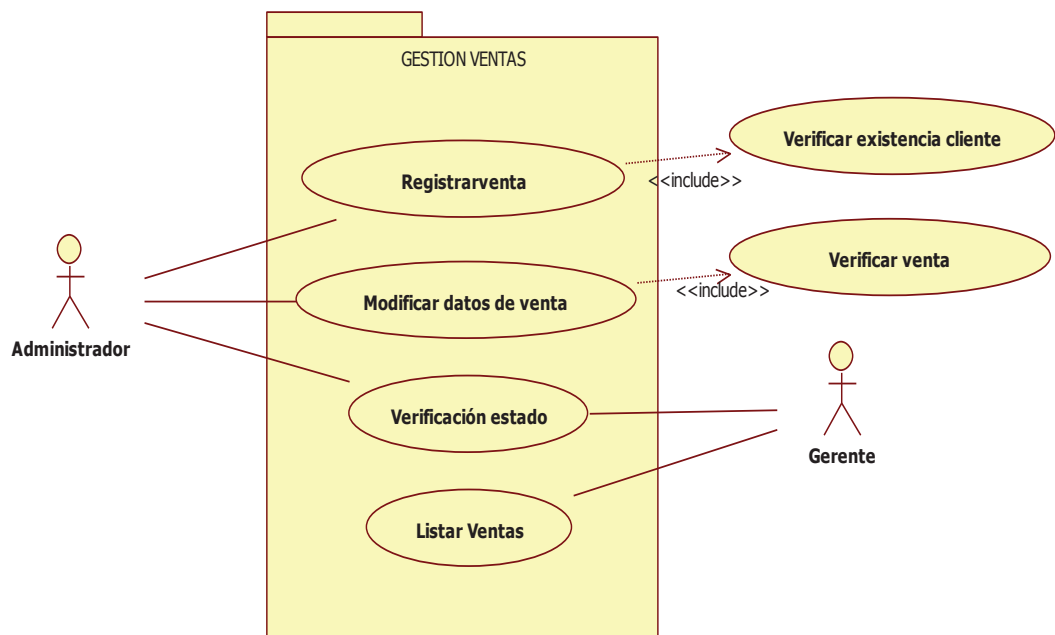 GESTION VENTAS
Verificar existencia cliente
Registrarventa
<<include>>
Verificar venta
Modificar datos de venta
<<include>>
Administrador
Verificación estado
Gerente
Listar Ventas